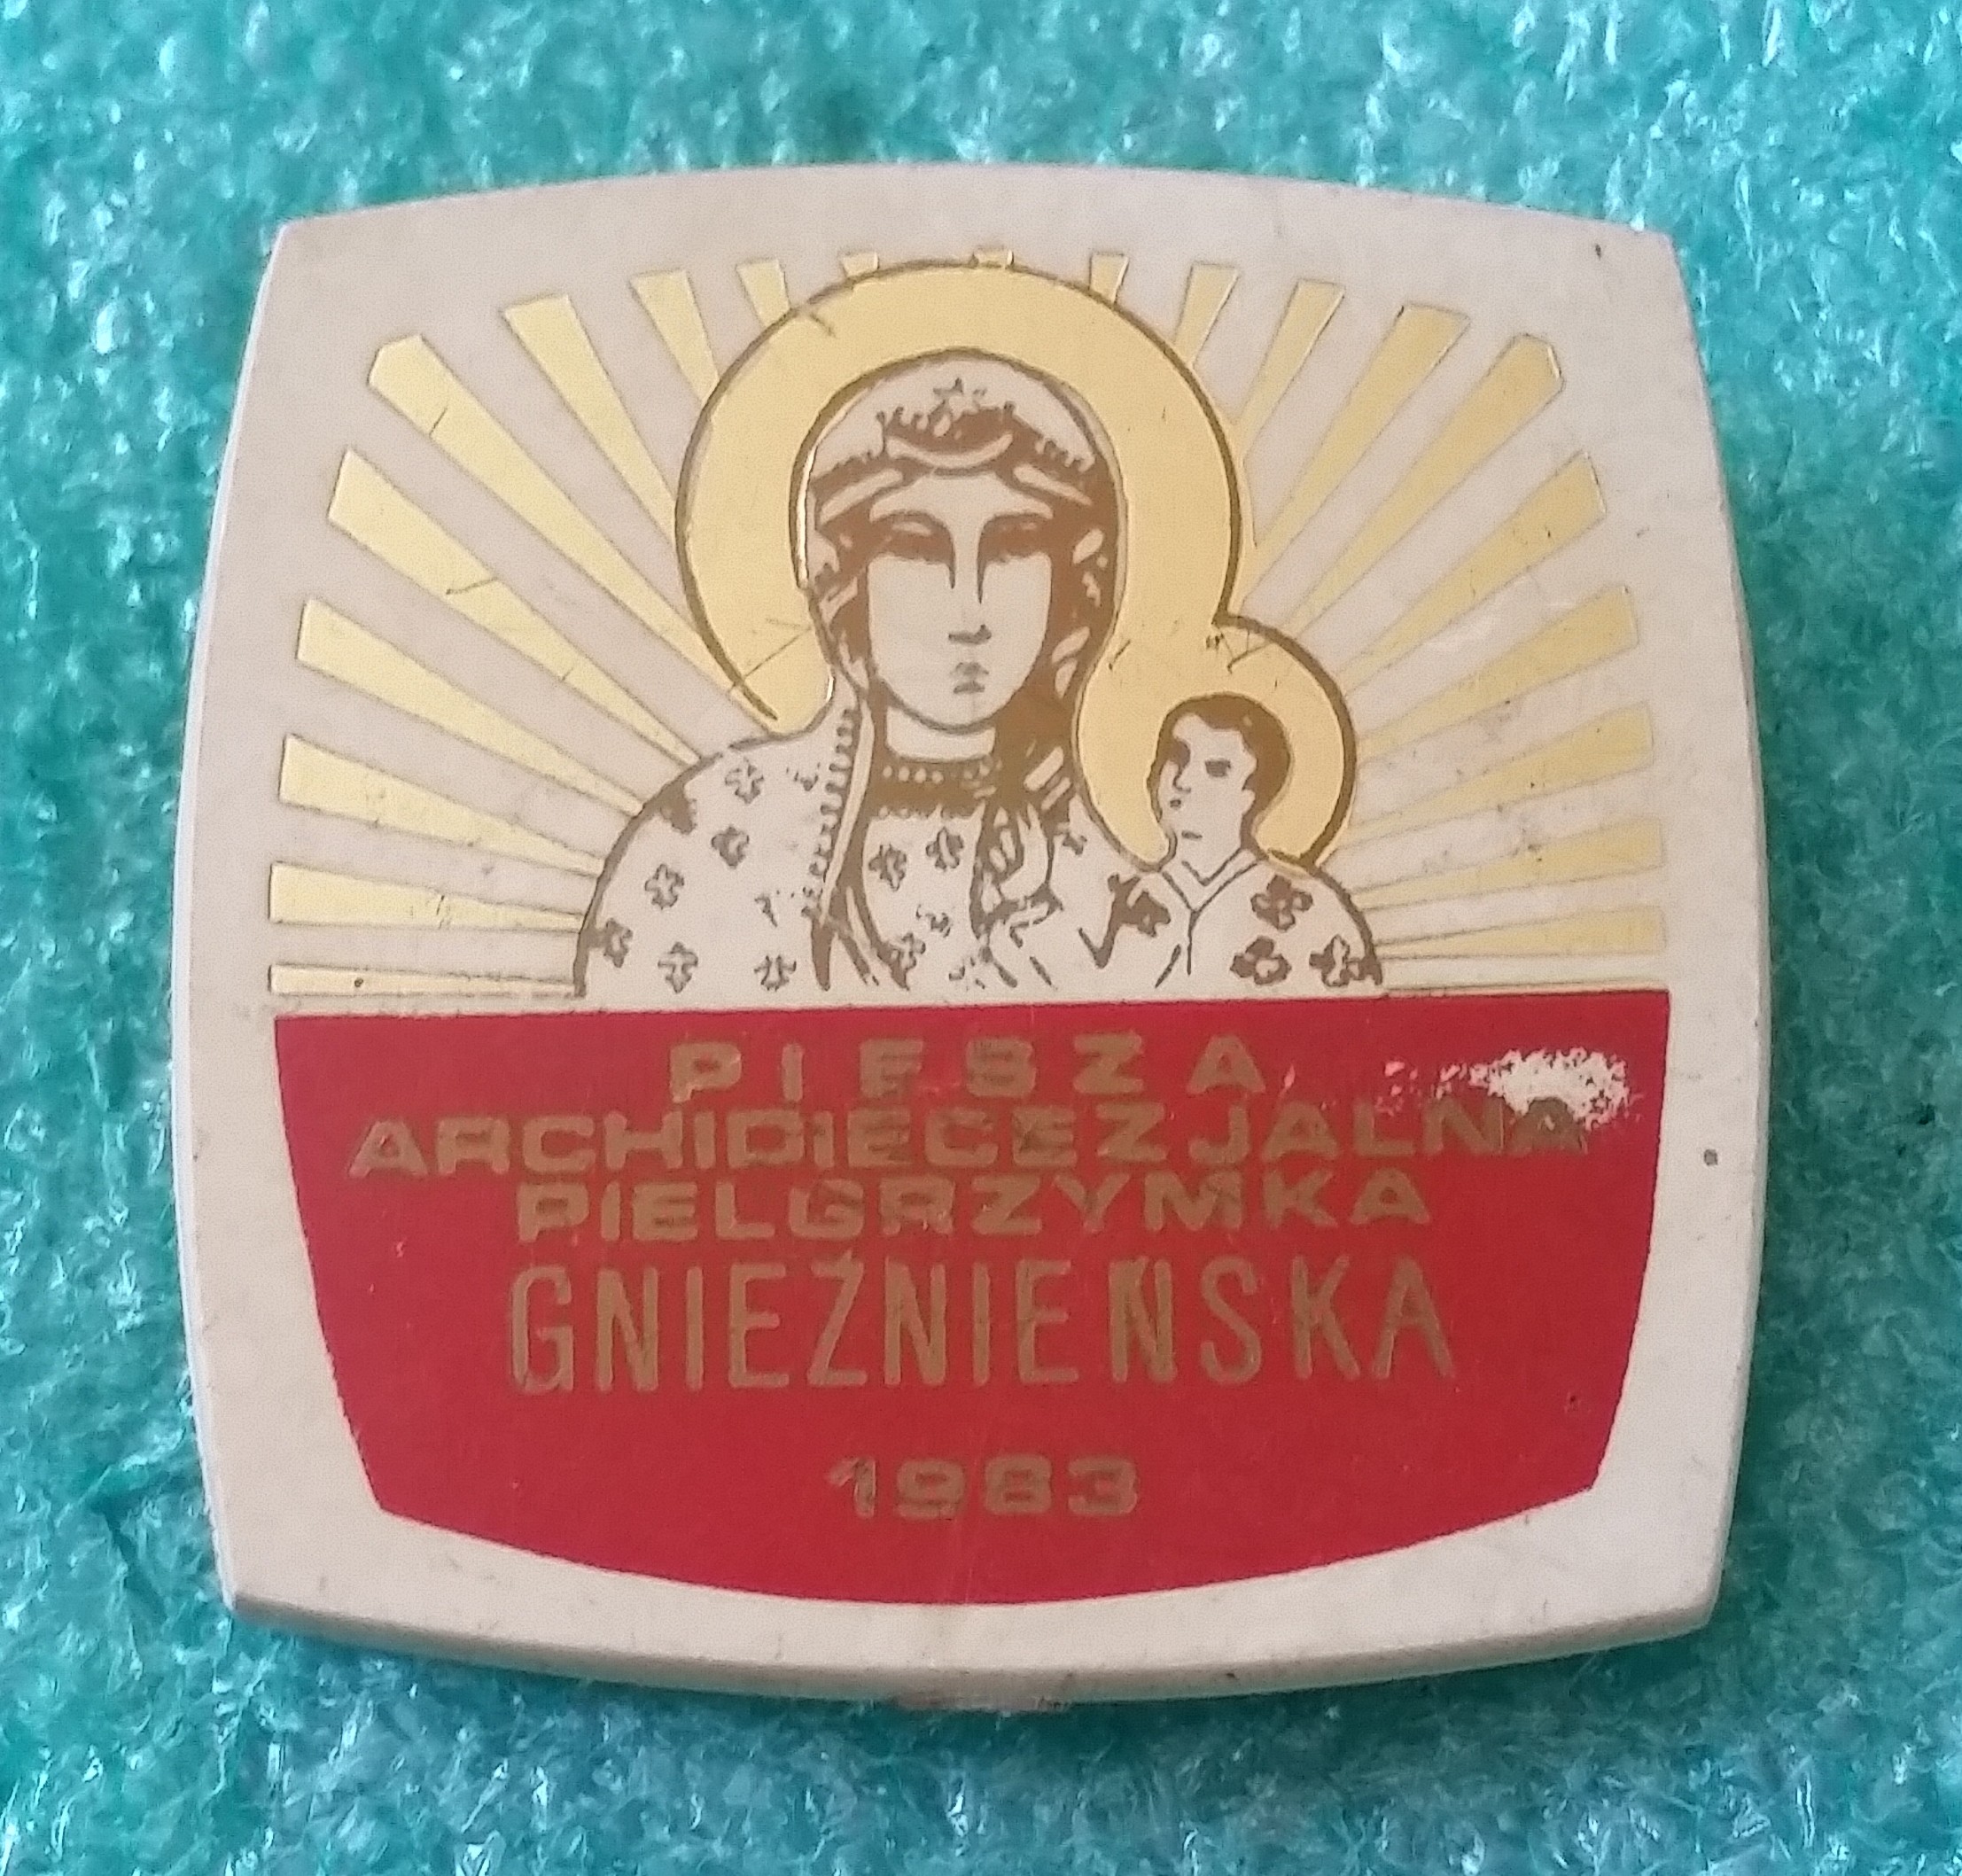 PIESZA
ARCHIDIECEZJALNA
PIELGRZYMKA
GNIEŹNIEŃSKA
1983